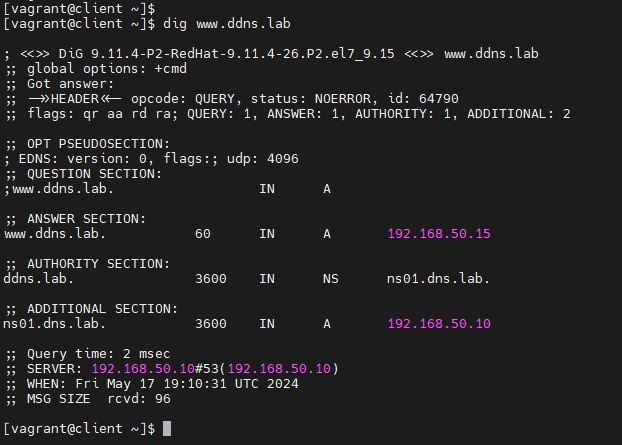 [vagrant@client ~]$
[vagrant@client ~]$ dig www.ddns.lab
; <<>> DiG 9.11.4-P2-RedHat-9.11.4-26.P2.el7_9.15 <<>> www.ddns.lab
;; global options: +cmd
;; Got answer:
;; ->>HEADER<<- opcode: QUERY, status: NOERROR, id: 64790
;; flags: qr aa rd ra; QUERY: 1, ANSWER: 1, AUTHORITY: 1, ADDITIONAL: 2
;; OPT PSEUDOSECTION:
; EDNS: version: 0, flags:; udp: 4096
;; QUESTION SECTION:
;www.ddns.lab. IN A
;; ANSWER SECTION:
www.ddns.lab. 60 IN A 192.168.50.15
;; AUTHORITY SECTION:
ddns.lab. 3600 IN NS ns01.dns.lab.
;; ADDITIONAL SECTION:
ns01.dns.lab. 3600 IN A 192.168.50.10
;; Query time: 2 msec
;; SERVER: 192.168.50.10#53(192.168.50.10)
;; WHEN: Fri May 17 19:10:31 UTC 2024
;; MSG SIZE rcvd: 96
[vagrant@client ~]$